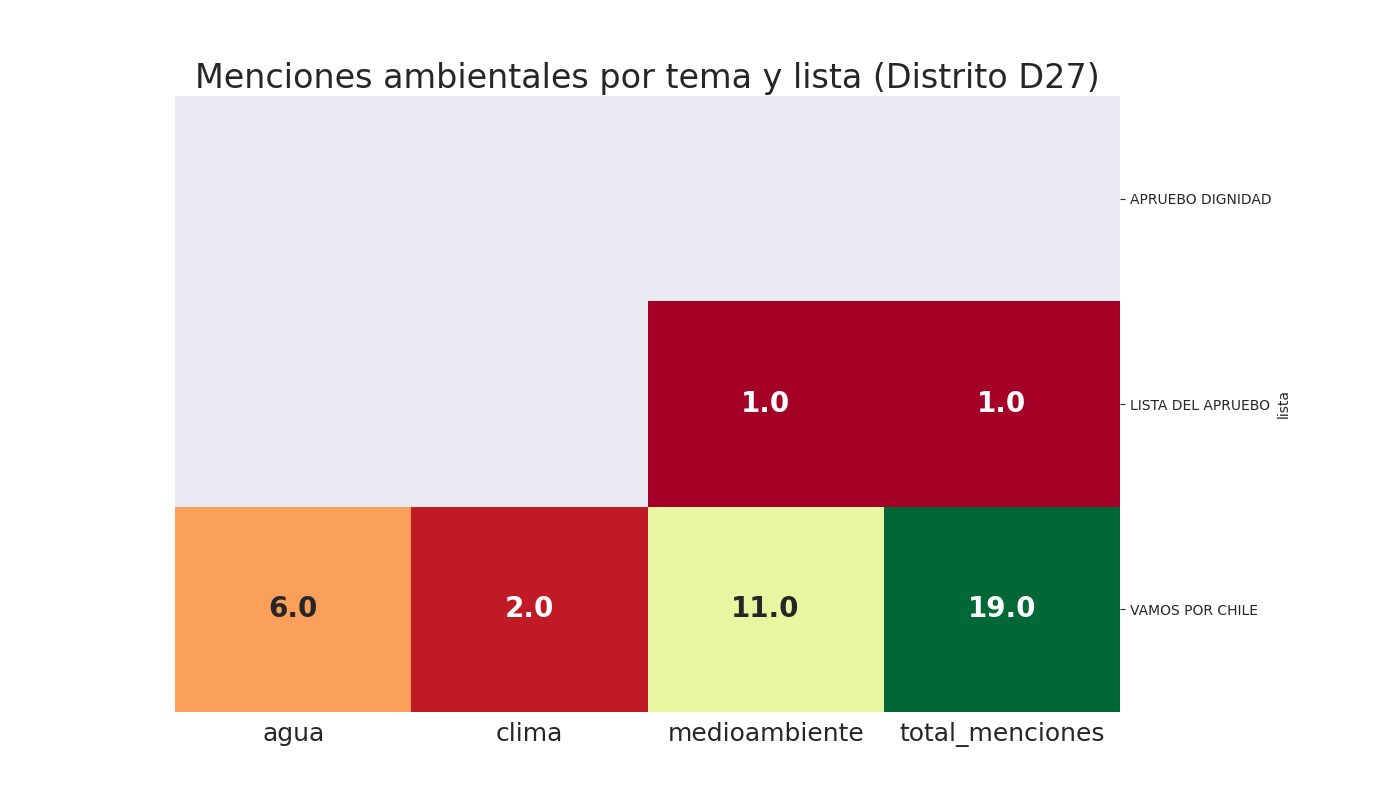 Menciones ambientales por tema y lista (Distrito D27)
APRUEBO DIGNIDAD
1.0 1.0 LISTA DEL APRUEBO
lista
6.0 2.0 11.0 19.0 VAMOS POR CHILE
agua clima medioambiente total_menciones